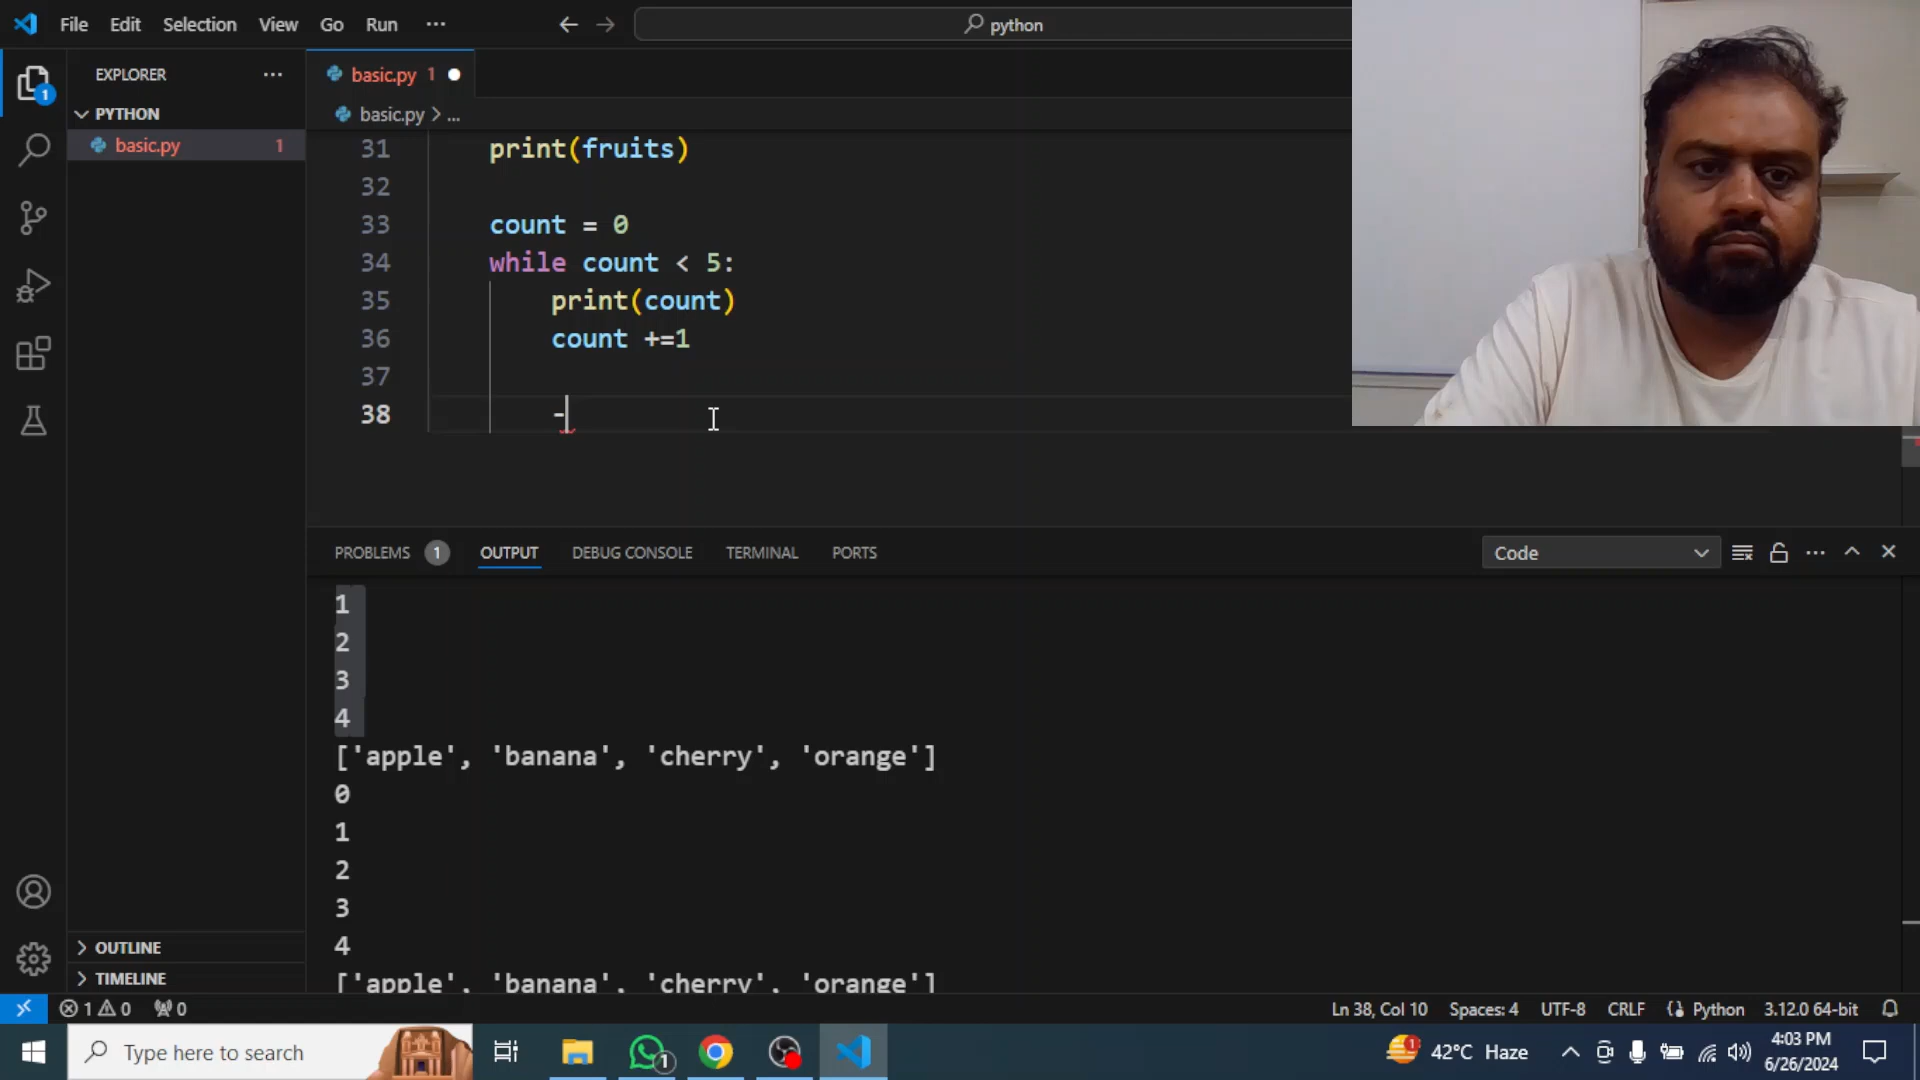 File Edit Selection View Go Run ···
python
EXPLORER ···
PYTHON
basic.py 1
basic.py 1
basic.py > ...
31 print(fruits)
32
33 count = 0
34 while count < 5:
35 print(count)
36 count +=1
37
38 -
PROBLEMS 1 OUTPUT DEBUG CONSOLE TERMINAL PORTS
Code
1
2
3
4
['apple', 'banana', 'cherry', 'orange']
0
1
2
3
4
['apple', 'banana', 'cherry', 'orange']
1
OUTLINE
TIMELINE
1 0 0
Ln 38, Col 10 Spaces: 4 UTF-8 CRLF Python 3.12.0 64-bit
Type here to search
1
1
42°C Haze
4:03 PM
6/26/2024